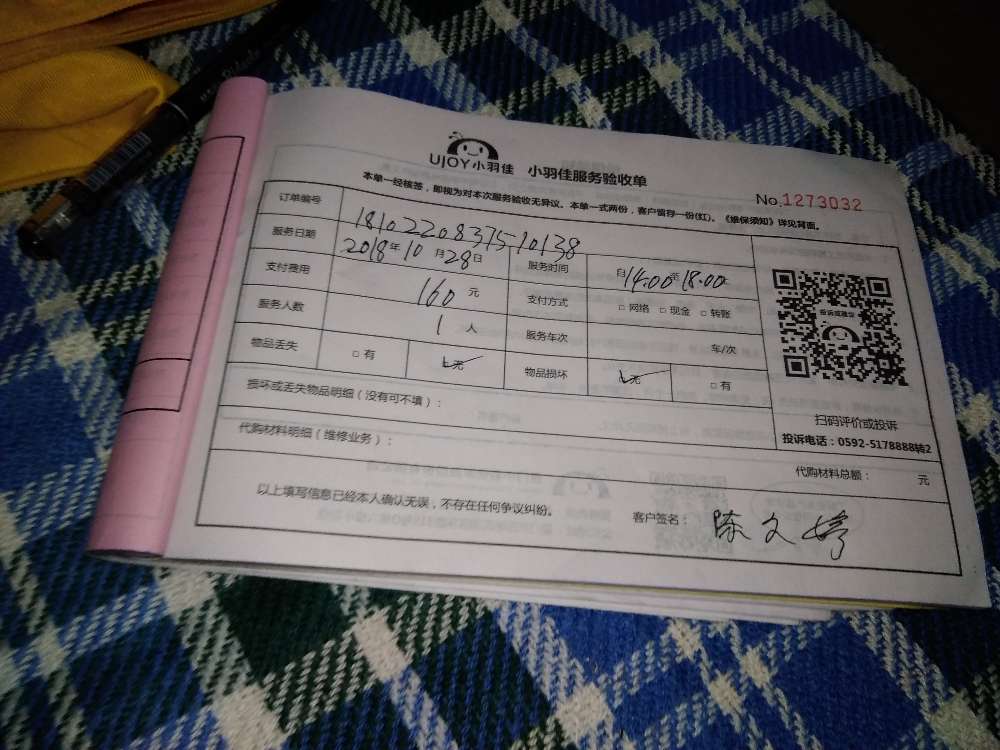 UJOY小羽佳 小羽佳服务验收单
No.1273032
本单一经核签，即视为对本次服务验收无异议。本单一式两份，客户留存一份(红)。《维保须知》详见背面。
订单编号 181022083751 0138
服务日期 2018年10月28日 服务时间 自14:00至18:00
支付费用 160元 支付方式 □网络 □现金 □转账
服务人数 1人 服务车次 车/次
物品丢失 □有 无 物品损坏 无 □有
损坏或丢失物品明细（没有可不填）：
扫码评价或投诉
投诉电话：0592-5178888转2
代购材料明细（维修业务）：
代购材料总额： 元
以上填写信息已经本人确认无误，不存在任何争议纠纷。
客户签名： 陈文婷